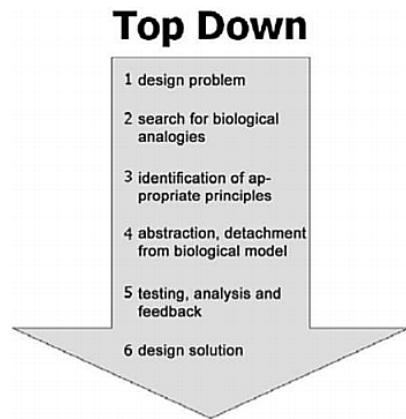 Top Down
1 design problem
2 search for biological
analogies
3 identification of ap-
propriate principles
4 abstraction, detachment
from biological model
5 testing, analysis and
feedback
6 design solution